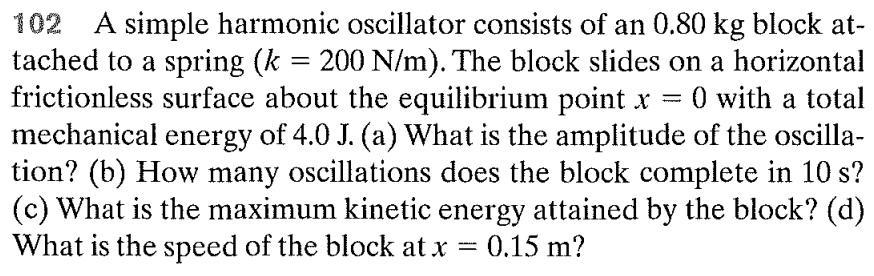 102 A simple harmonic oscillator consists of an 0.80 kg block at-
tached to a spring (k = 200 N/m). The block slides on a horizontal
frictionless surface about the equilibrium point x = 0 with a total
mechanical energy of 4.0 J. (a) What is the amplitude of the oscilla-
tion? (b) How many oscillations does the block complete in 10 s?
(c) What is the maximum kinetic energy attained by the block? (d)
What is the speed of the block at x = 0.15 m?